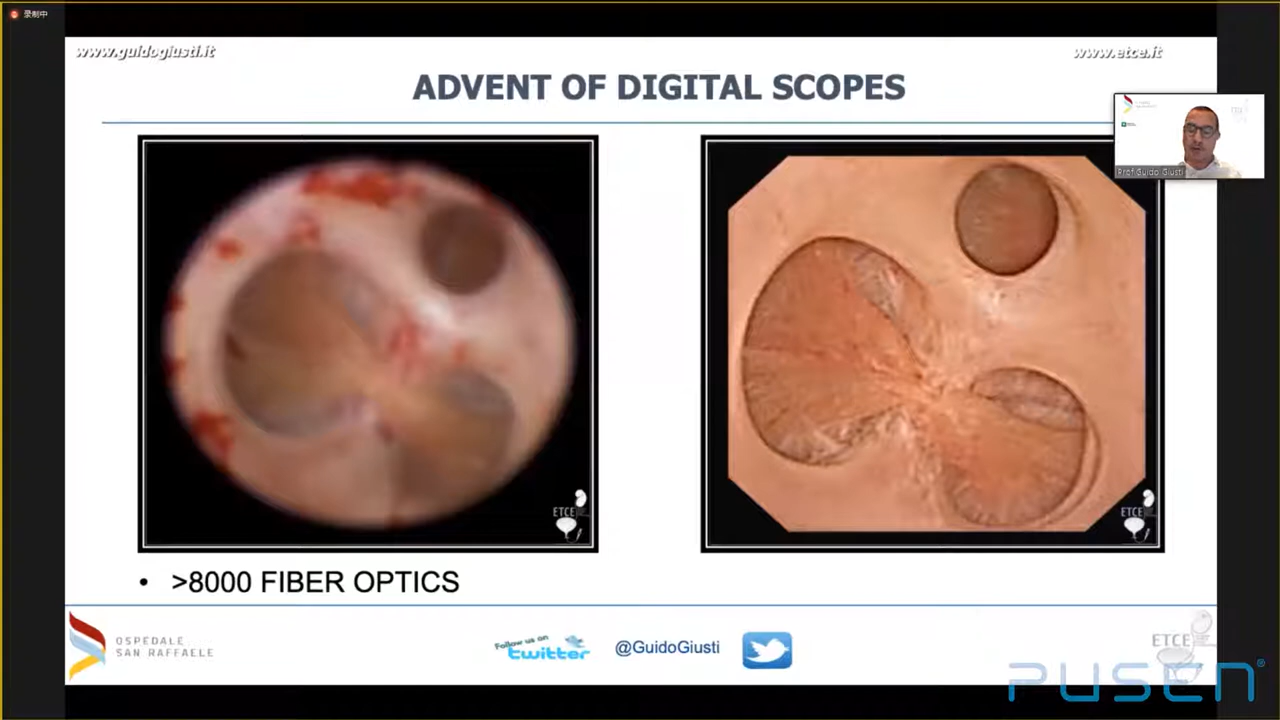 录制中
www.guidogiusti.it
www.etce.it
ADVENT OF DIGITAL SCOPES
Prof Guido Giusti
ETCE
ETCE
• >8000 FIBER OPTICS
OSPEDALE
SAN RAFFAELE
Follow us on
twitter
@GuidoGiusti
ETCE
PUSEN®